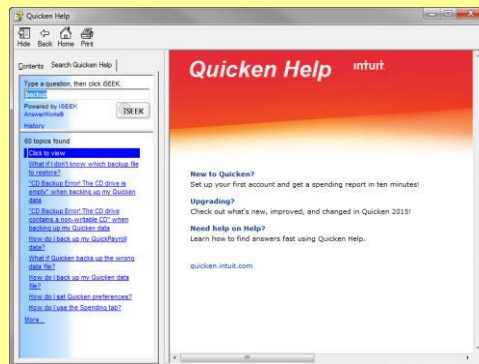 Quicken Help
Hide Back Home Print
Contents Search Quicken Help
Type a question, then click iSEEK.
backup
Powered by iSEEK
AnswerWorks®
iSEEK
History
60 topics found
Click to view
What if I don't know which backup file
to restore?
"CD Backup Error! The CD drive is
empty" when backing up my Quicken
data
"CD Backup Error! The CD drive
contains a non-writable CD" when
backing up my Quicken data
How do I back up my QuickPayroll
data?
What if Quicken backs up the wrong
data file?
How do I back up my Quicken data
file?
How do I set Quicken preferences?
How do I use the Spending tab?
More...
Quicken Help intuit
New to Quicken?
Set up your first account and get a spending report in ten minutes!
Upgrading?
Check out what's new, improved, and changed in Quicken 2015!
Need help on Help?
Learn how to find answers fast using Quicken Help.
quicken.intuit.com